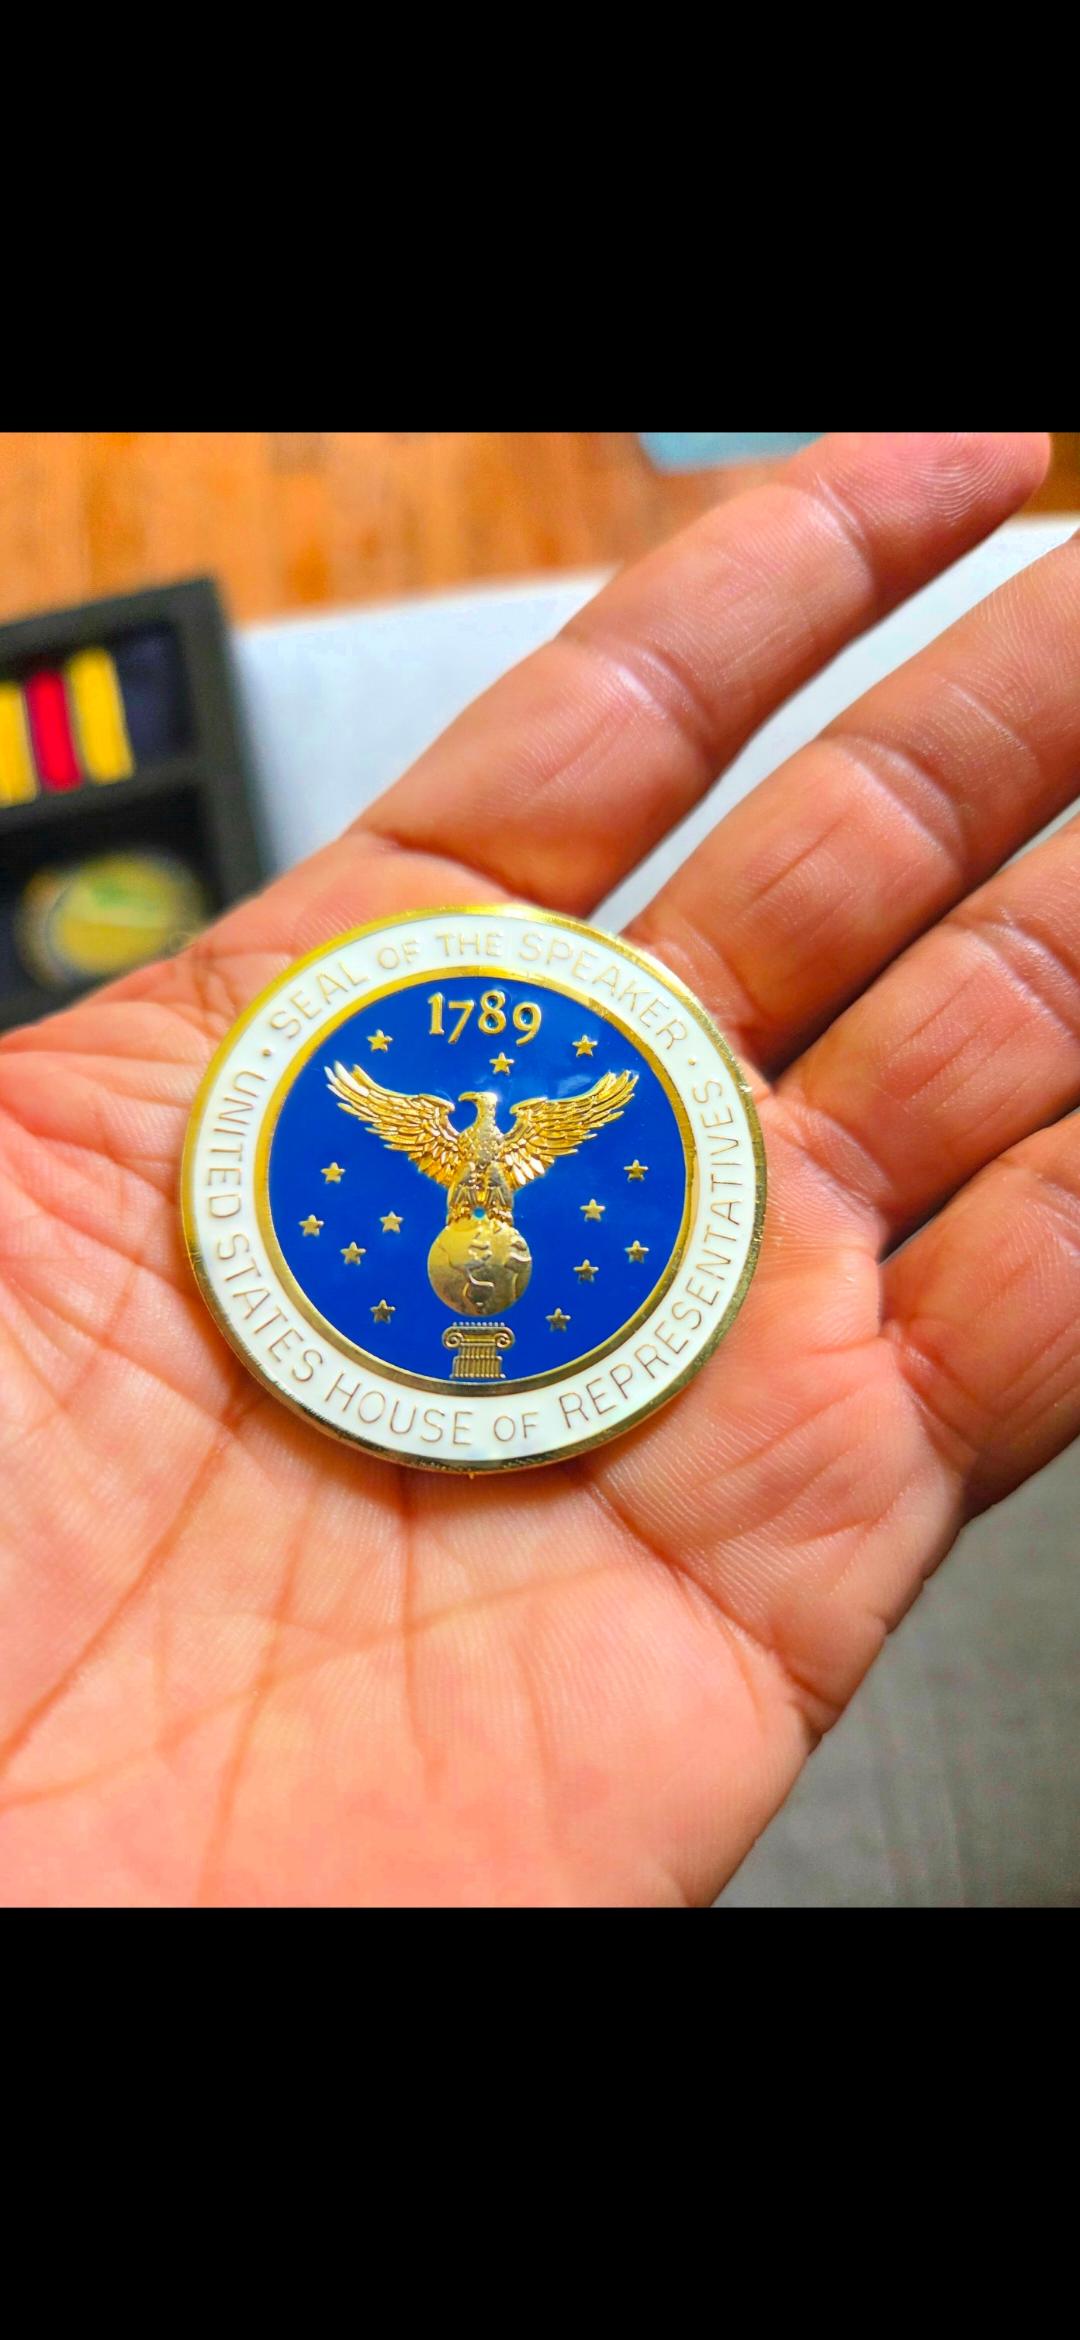 · SEAL OF THE SPEAKER ·
UNITED STATES HOUSE OF REPRESENTATIVES
1789